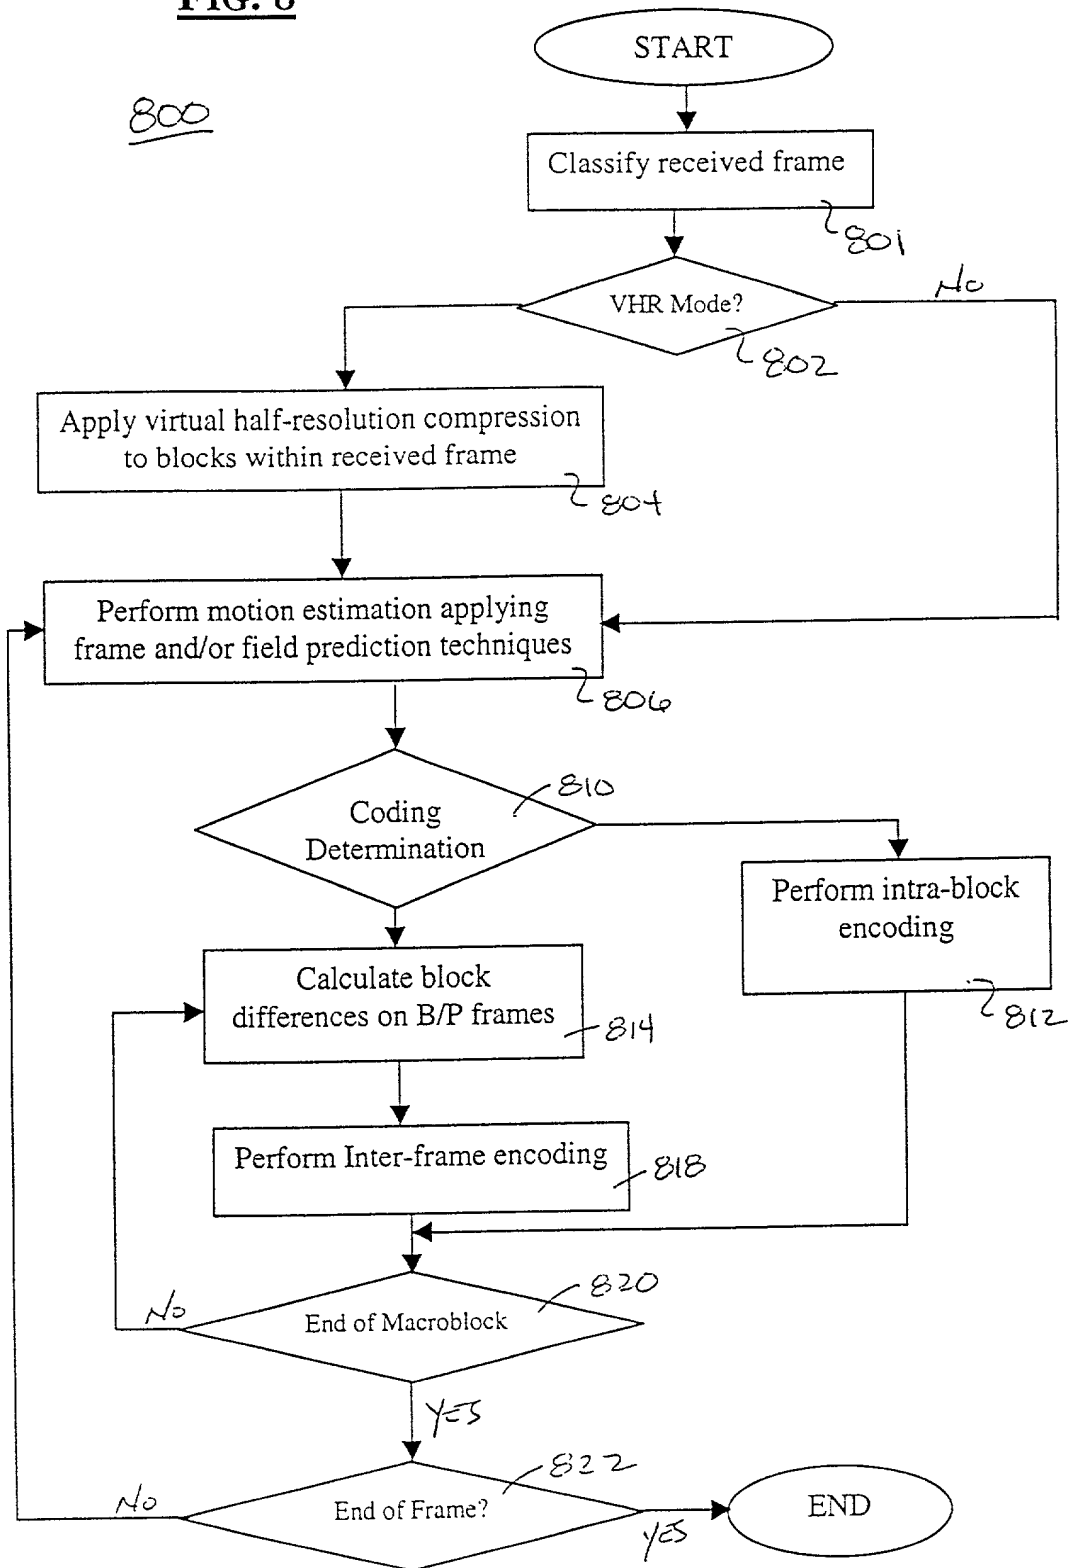 FIG. 8
800
START
Classify received frame
801
VHR Mode?
No
802
Apply virtual half-resolution compression
to blocks within received frame
804
Perform motion estimation applying
frame and/or field prediction techniques
806
810
Coding
Determination
Perform intra-block
encoding
812
Calculate block
differences on B/P frames
814
Perform Inter-frame encoding
818
820
End of Macroblock
No
YES
822
End of Frame?
No
YES
END